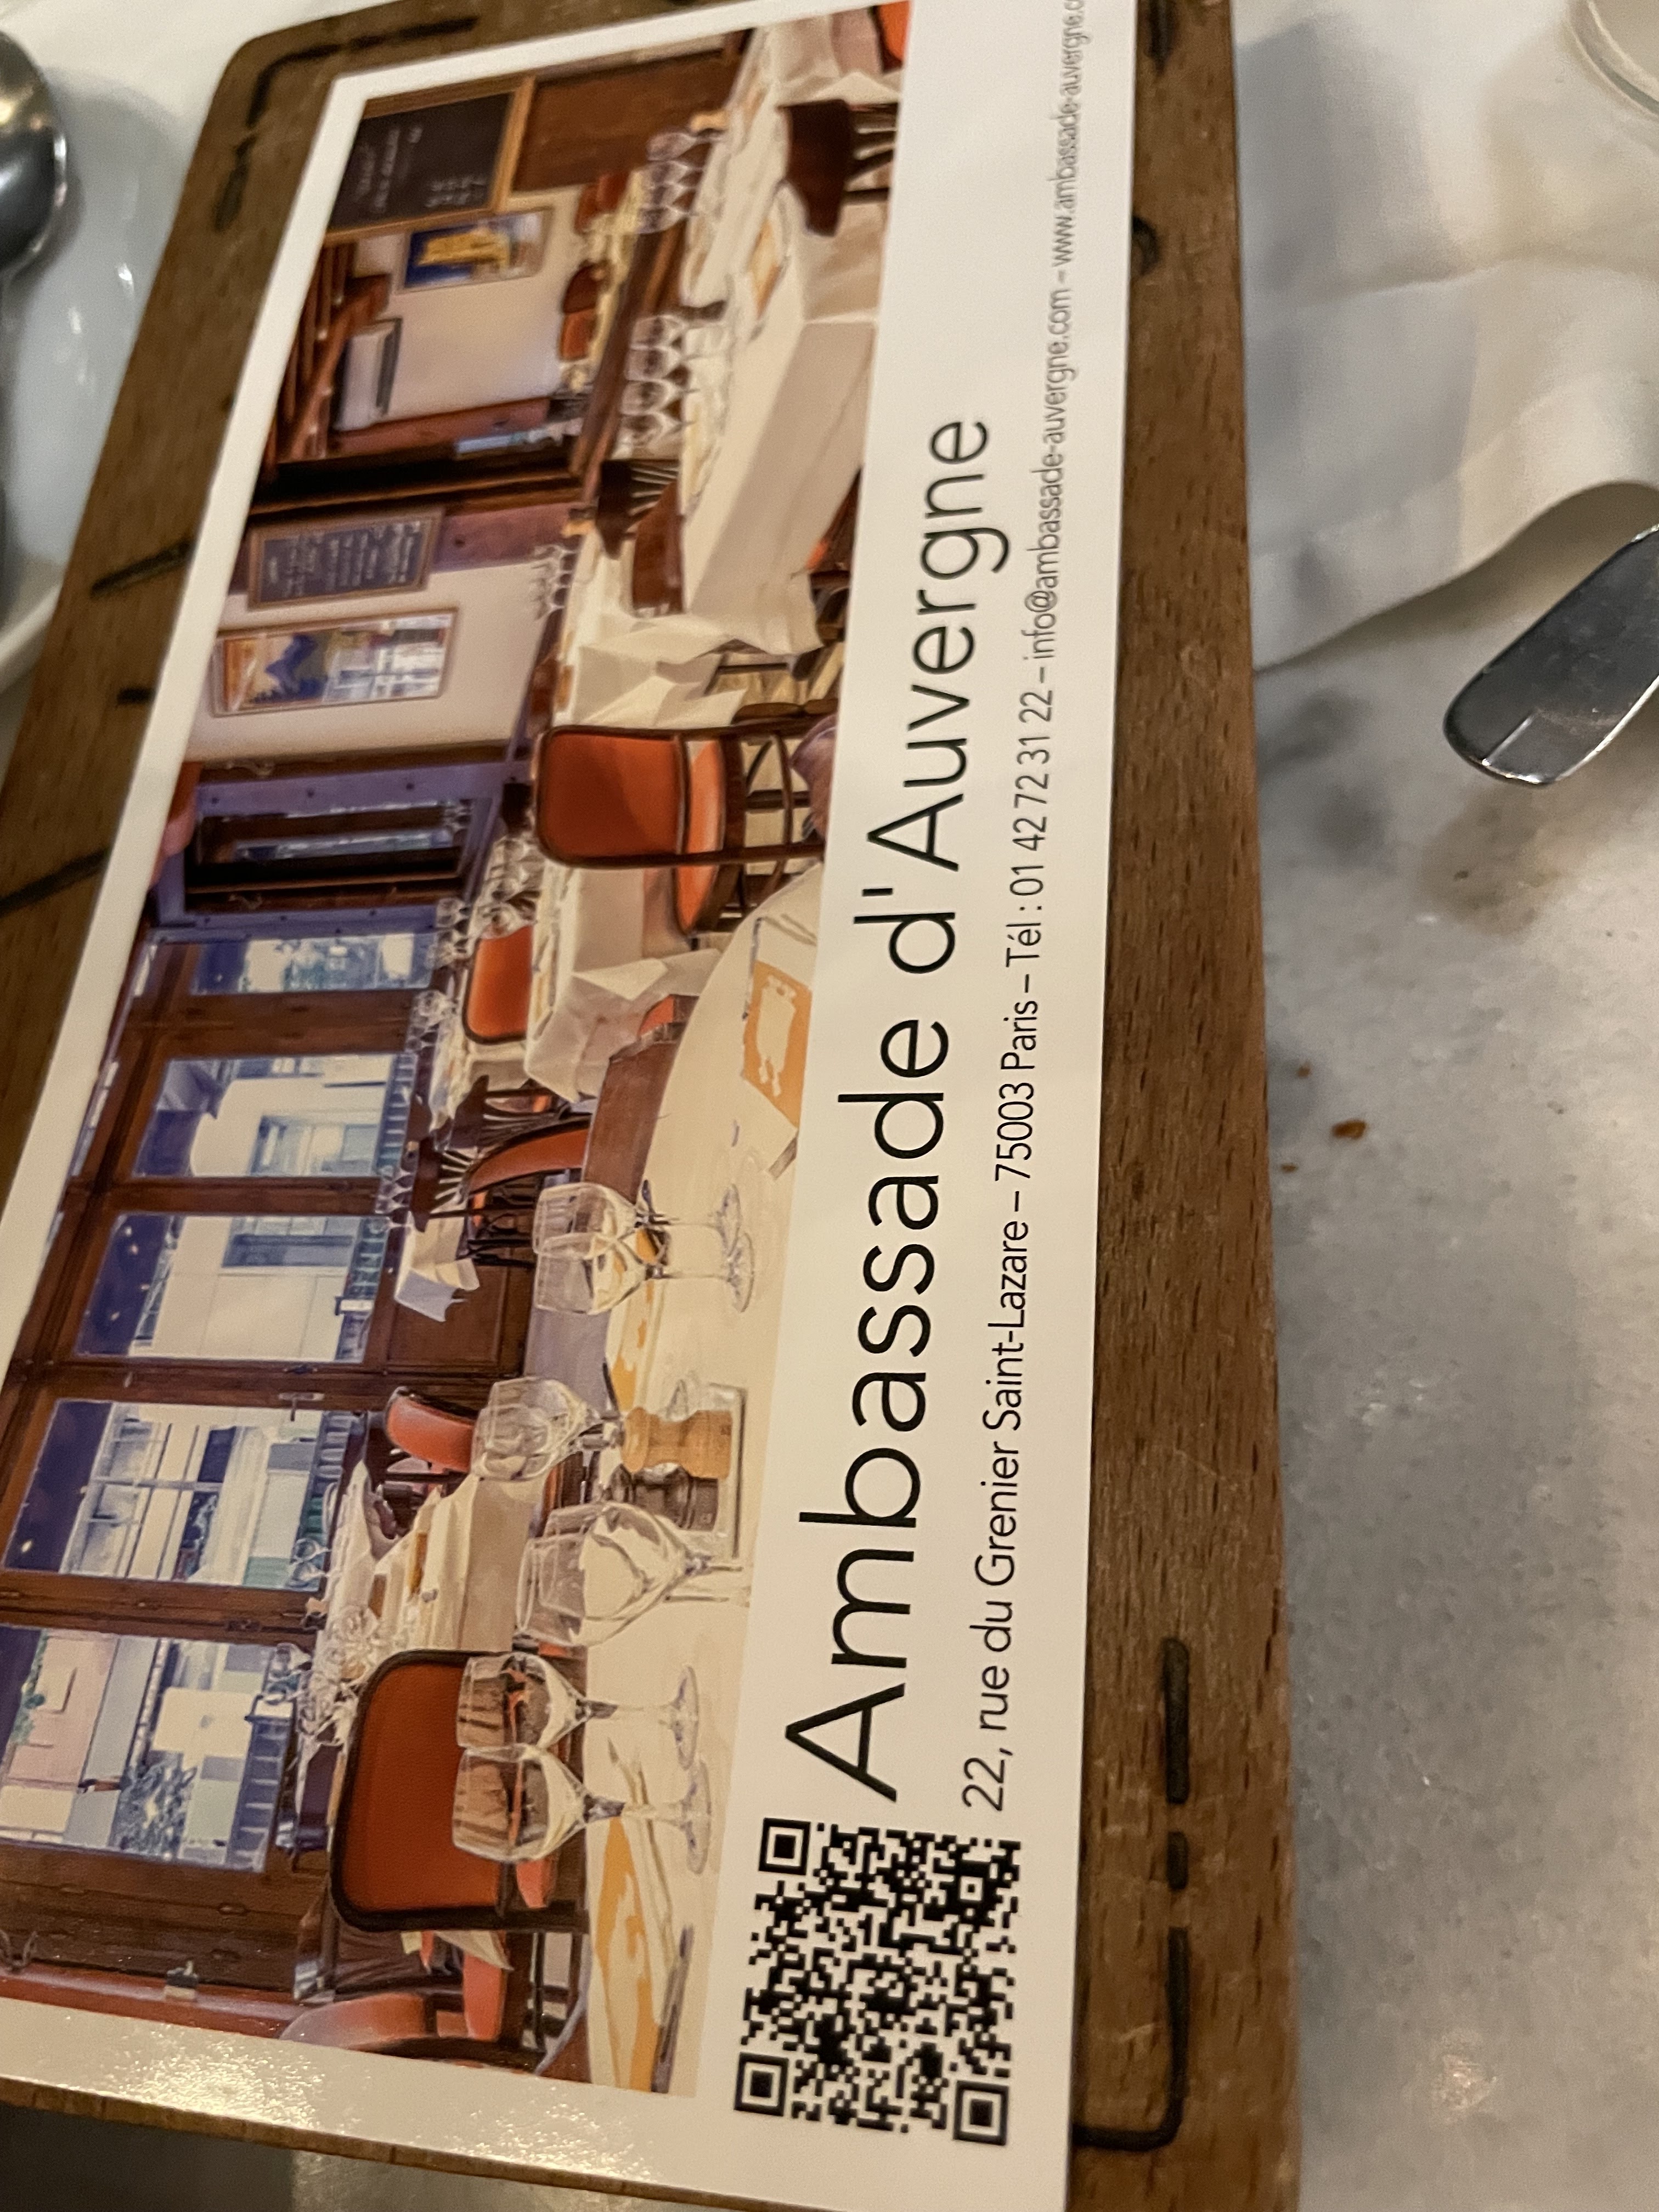 Ambassade d'Auvergne
22, rue du Grenier Saint-Lazare – 75003 Paris – Tél : 01 42 72 31 22 – info@ambassade-auvergne.com – www.ambassade-auvergne.c